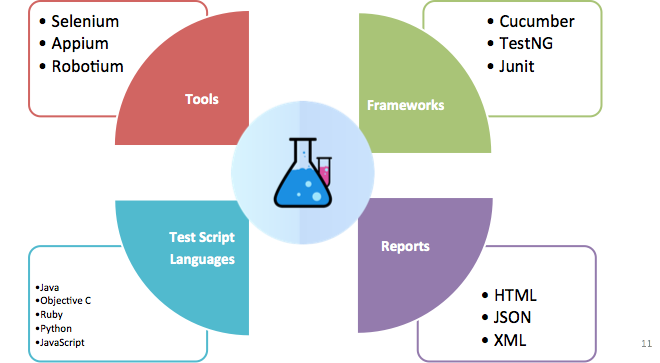 • Selenium
• Appium
• Robotium
Tools
• Cucumber
• TestNG
• Junit
Frameworks
Test Script
Languages
•Java
•Objective C
•Ruby
•Python
•JavaScript
Reports
• HTML
• JSON
• XML
11